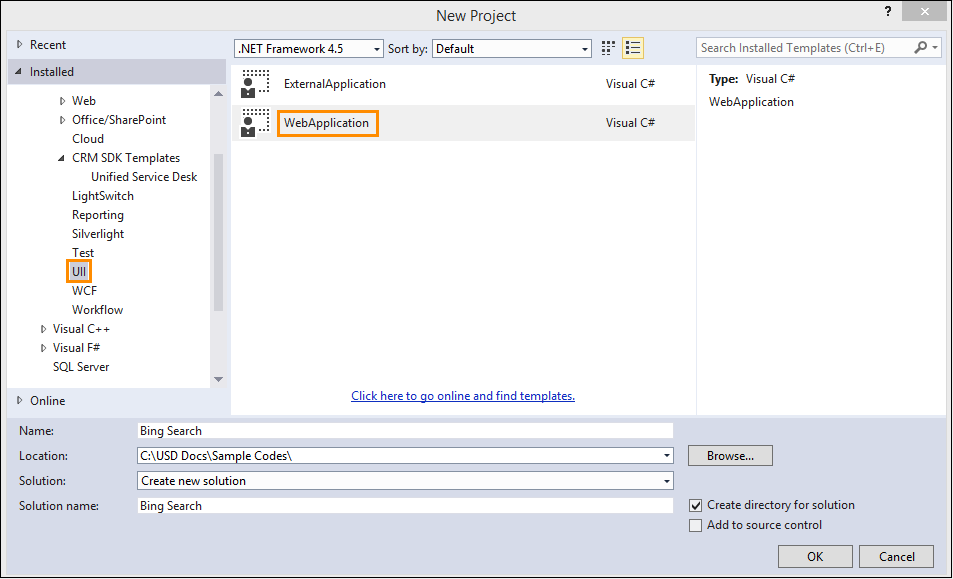 New Project
?
Recent
.NET Framework 4.5
Sort by:
Default
Search Installed Templates (Ctrl+E)
Installed
Web
Office/SharePoint
Cloud
CRM SDK Templates
Unified Service Desk
LightSwitch
Reporting
Silverlight
Test
UII
WCF
Workflow
Visual C++
Visual F#
SQL Server
Online
ExternalApplication Visual C#
WebApplication Visual C#
Click here to go online and find templates.
Type: Visual C#
WebApplication
Name: Bing Search
Location: C:\USD Docs\Sample Codes\ Browse...
Solution: Create new solution
Solution name: Bing Search
Create directory for solution
Add to source control
OK Cancel